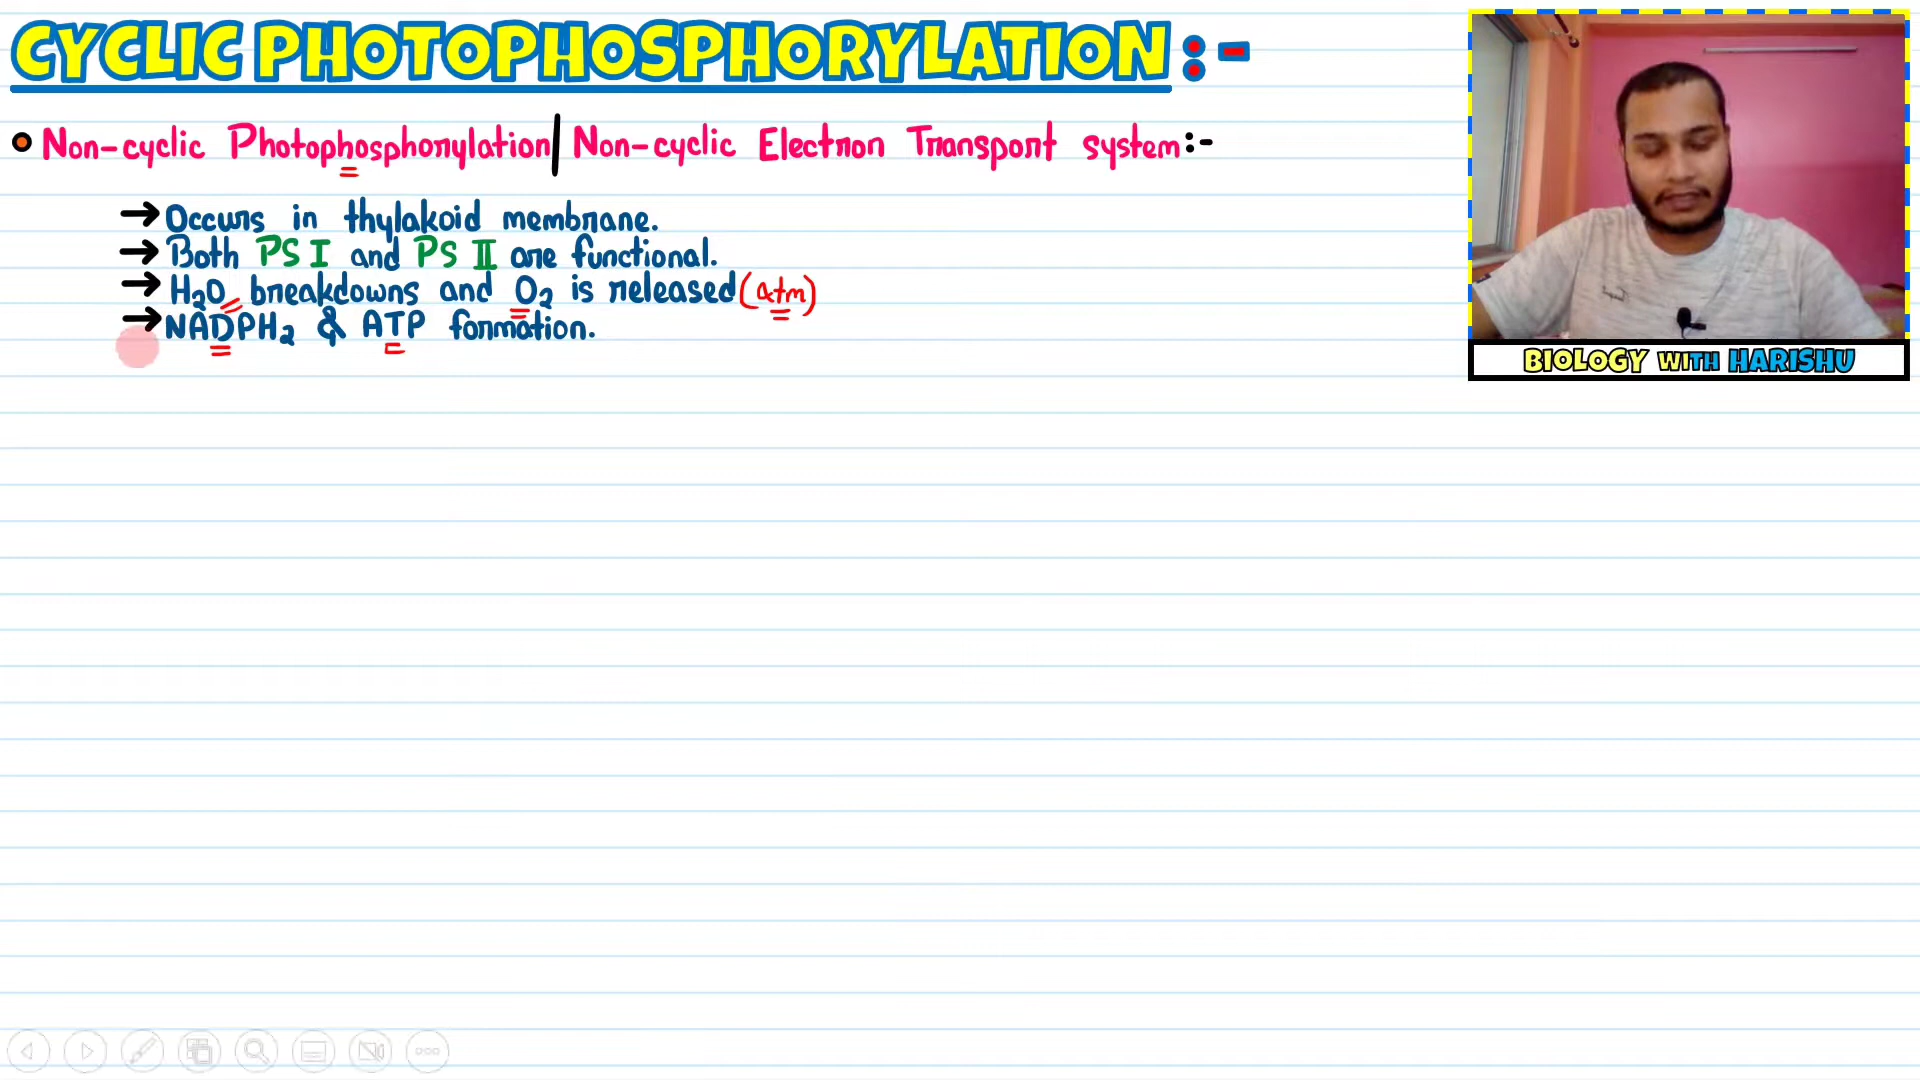 CYCLIC PHOTOPHOSPHORYLATION :-
• Non-cyclic Photophosphorylation | Non-cyclic Electron Transport system :-
→ Occurs in thylakoid membrane.
→ Both PS I and PS II are functional.
→ H₂O breakdowns and O₂ is released (atm)
→ NADPH₂ & ATP formation.
BIOLOGY WITH HARISHU